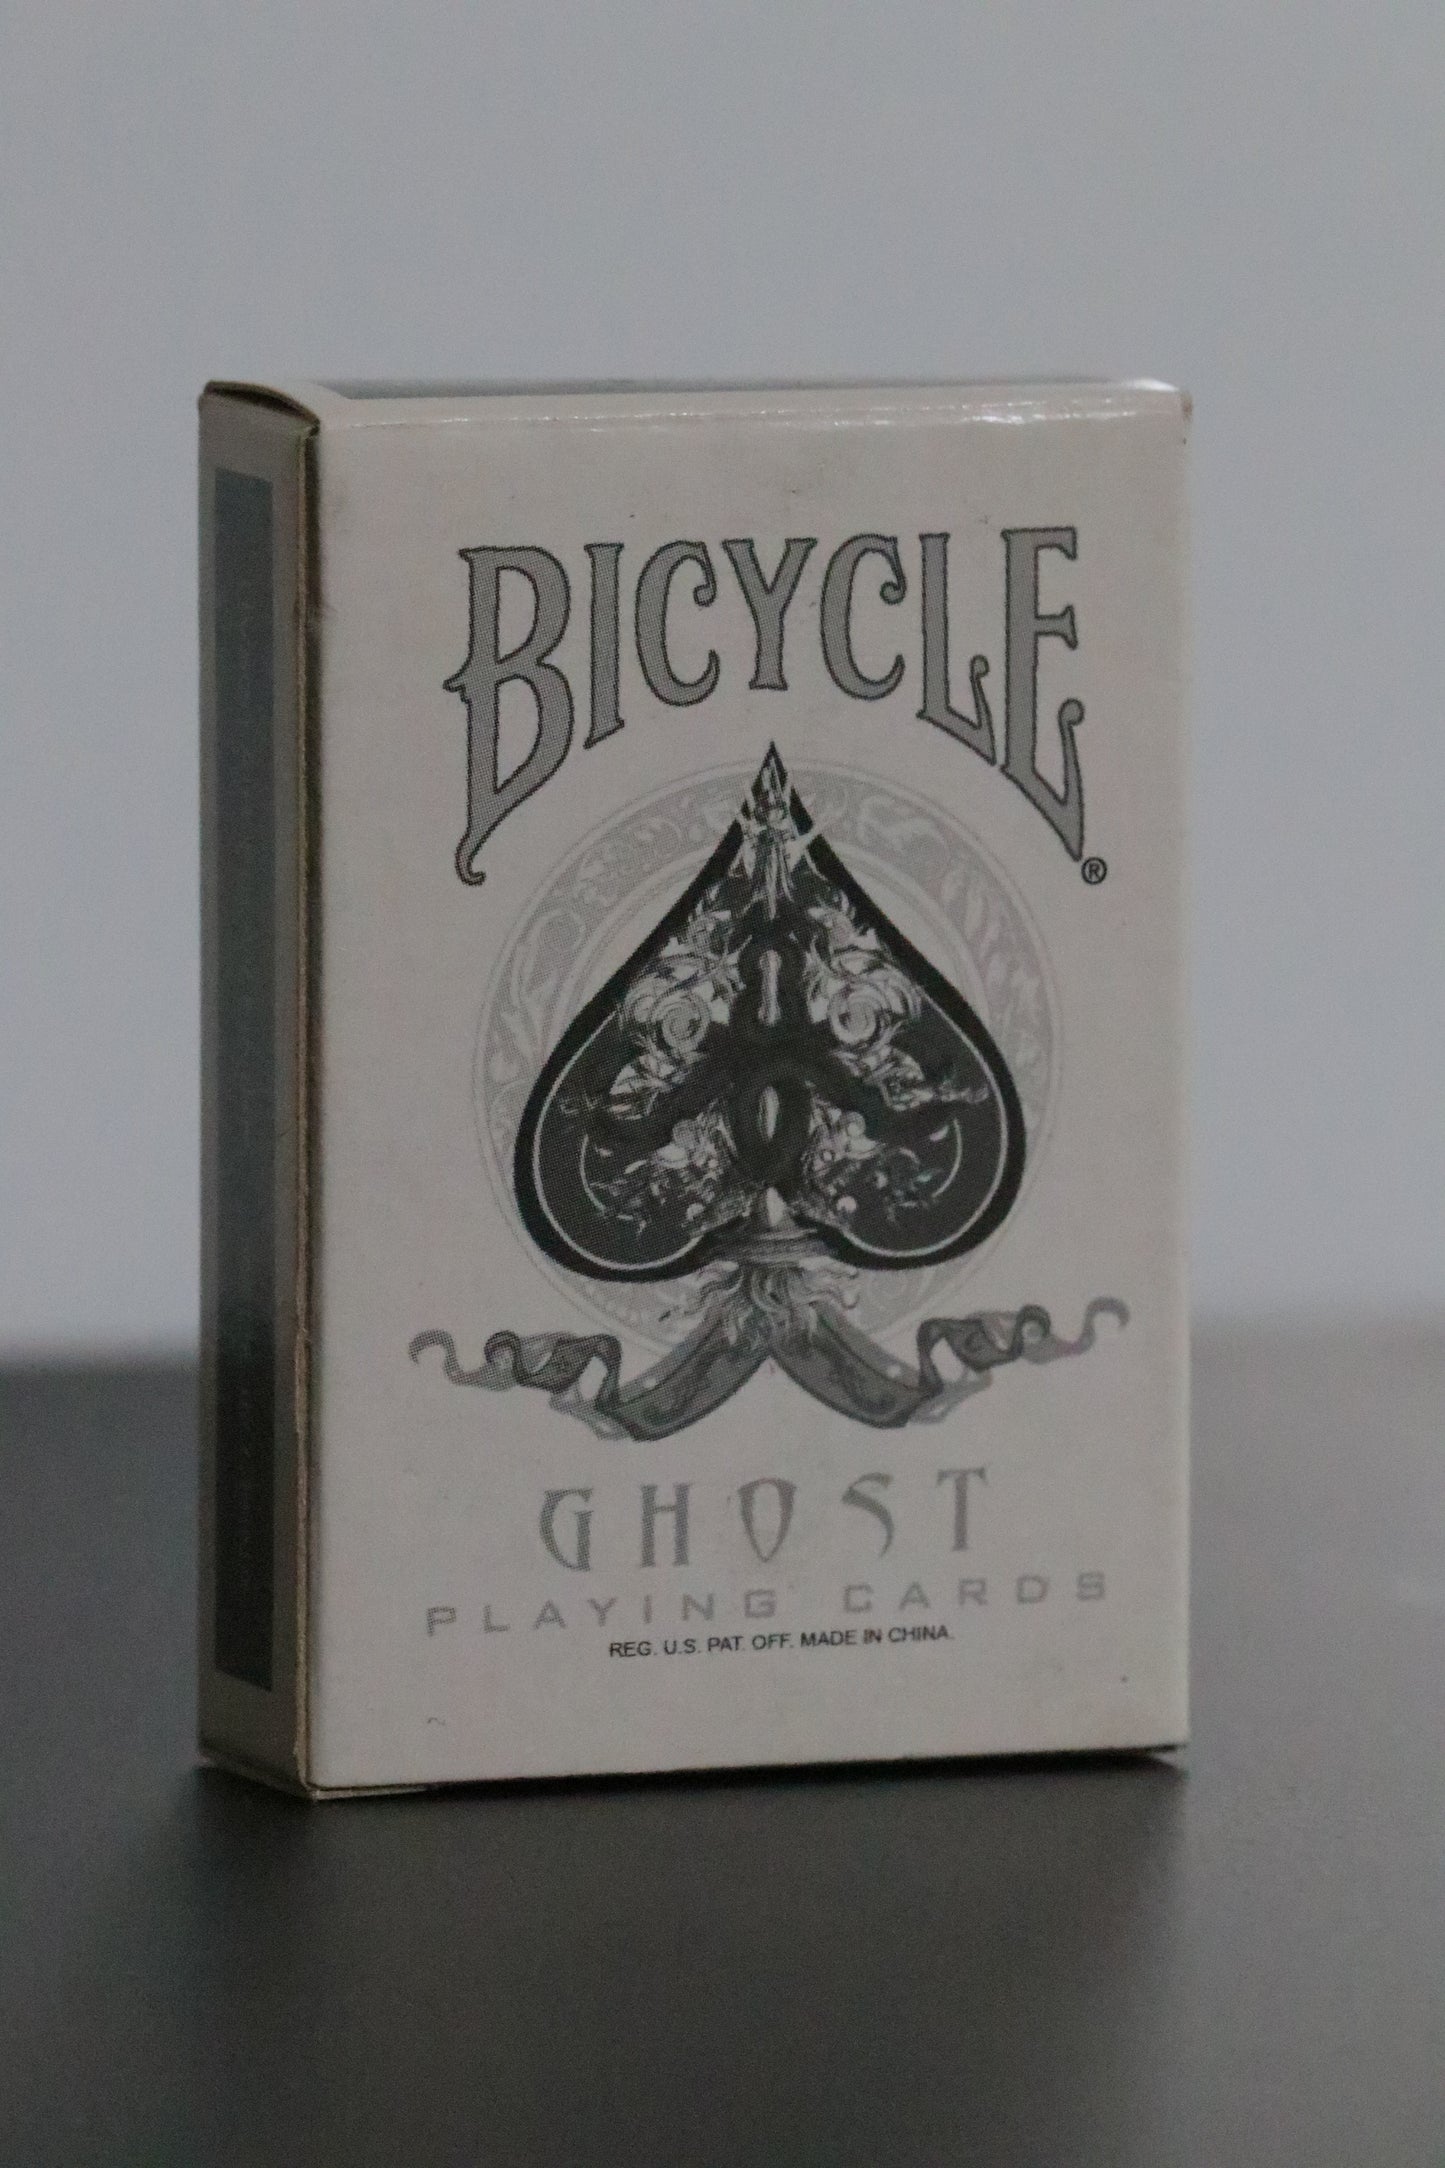 BICYCLE®
GHOST
PLAYING CARDS
REG. U.S. PAT. OFF. MADE IN CHINA.